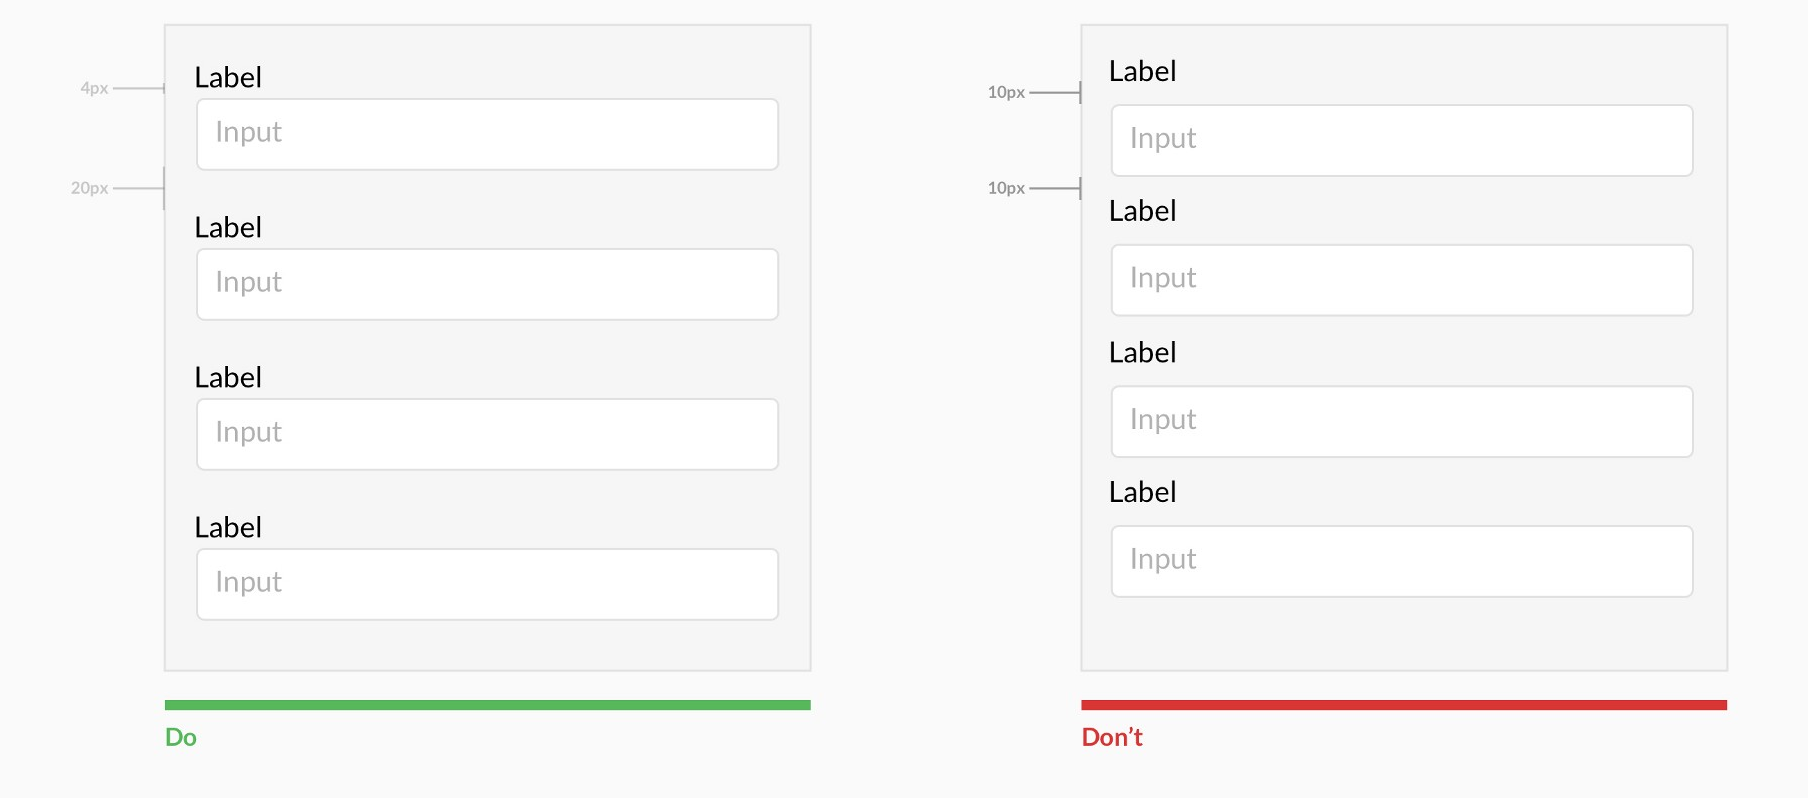 Label
4px
Input
20px
Label
Input
Label
Input
Label
Input
Do
Label
10px
Input
10px
Label
Input
Label
Input
Label
Input
Don’t